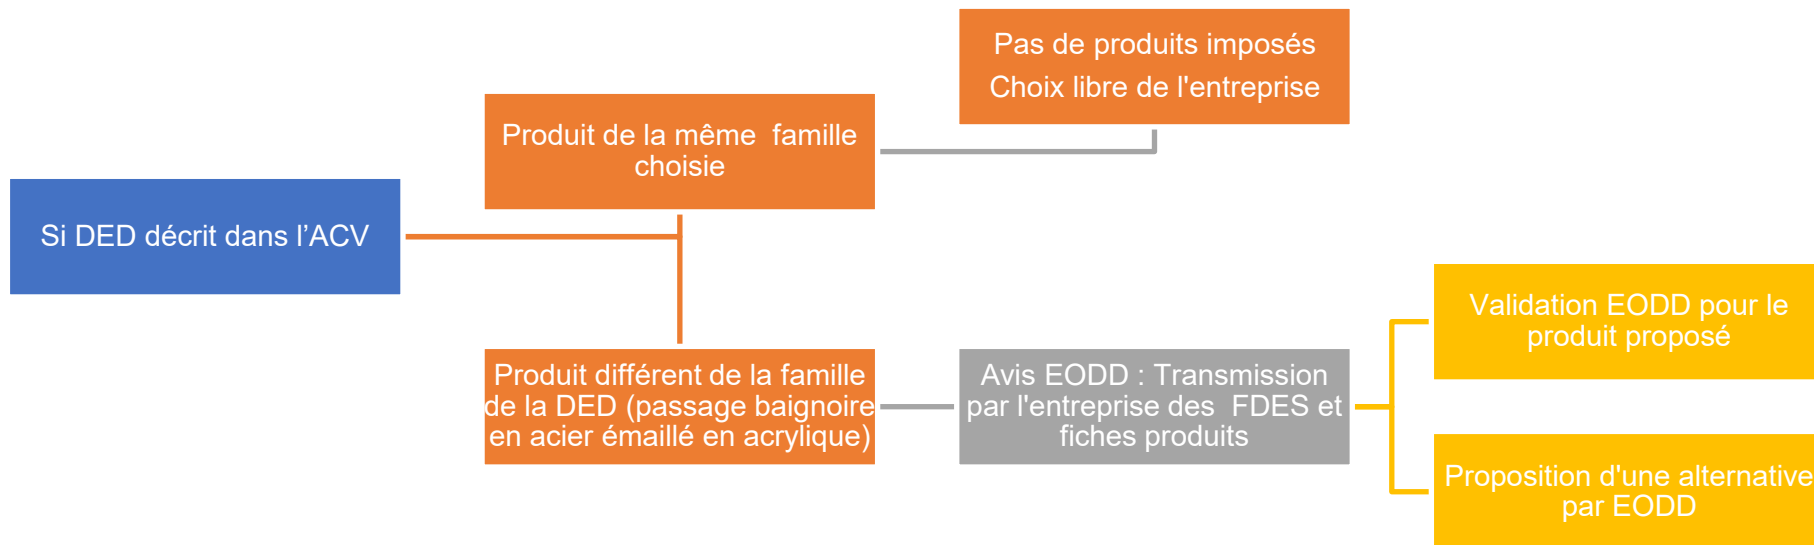 Si DED décrit dans l’ACV
Produit de la même famille
choisie
Pas de produits imposés
Choix libre de l'entreprise
Produit différent de la famille
de la DED (passage baignoire
en acier émaillé en acrylique)
Avis EODD : Transmission
par l'entreprise des FDES et
fiches produits
Validation EODD pour le
produit proposé
Proposition d'une alternative
par EODD